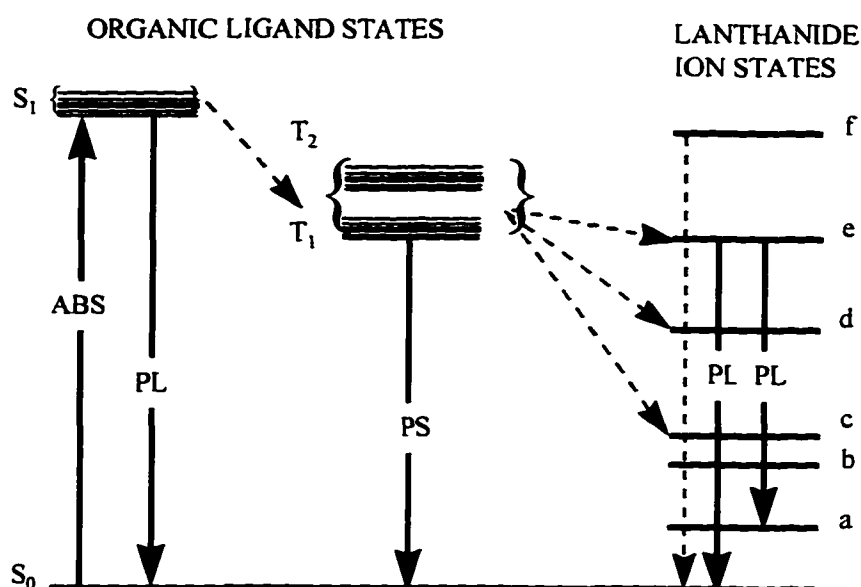 ORGANIC LIGAND STATES
LANTHANIDE
ION STATES
S1
T2
T1
f
e
d
c
b
a
ABS
PL
PS
PL PL
S0